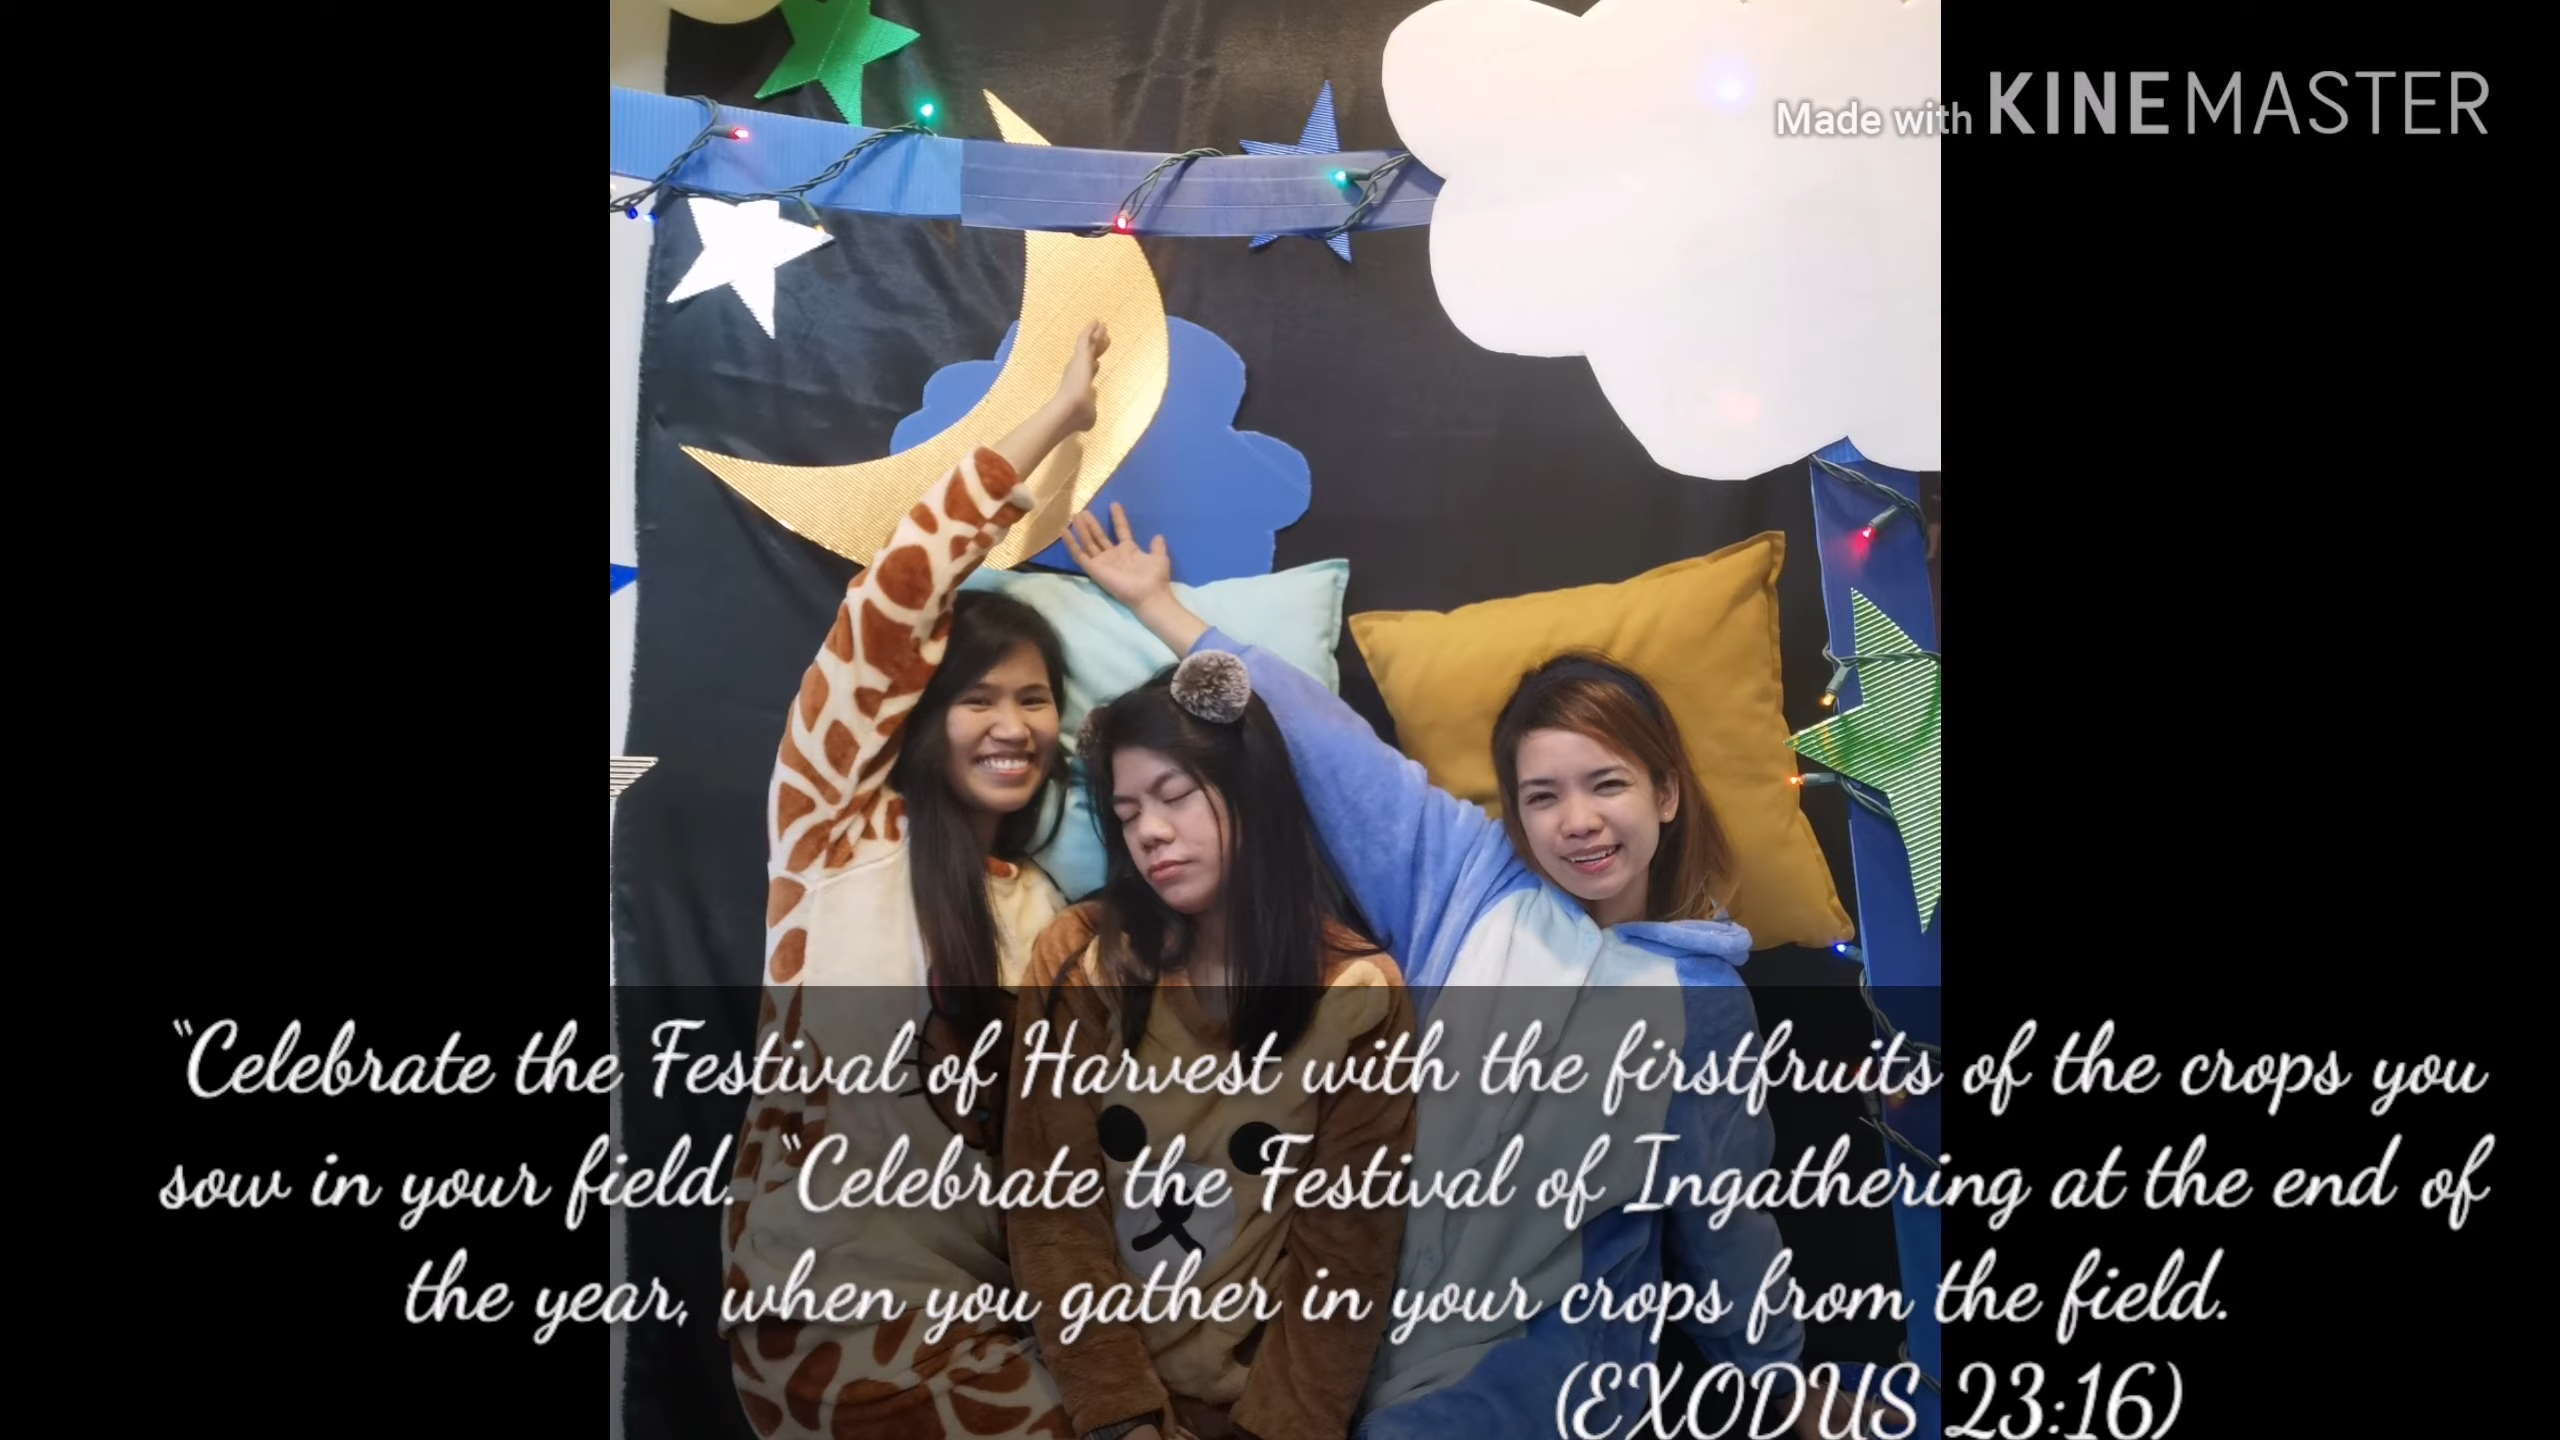 Made with KINEMASTER
“Celebrate the Festival of Harvest with the firstfruits of the crops you
sow in your field. “Celebrate the Festival of Ingathering at the end of
the year, when you gather in your crops from the field.
(EXODUS 23:16)